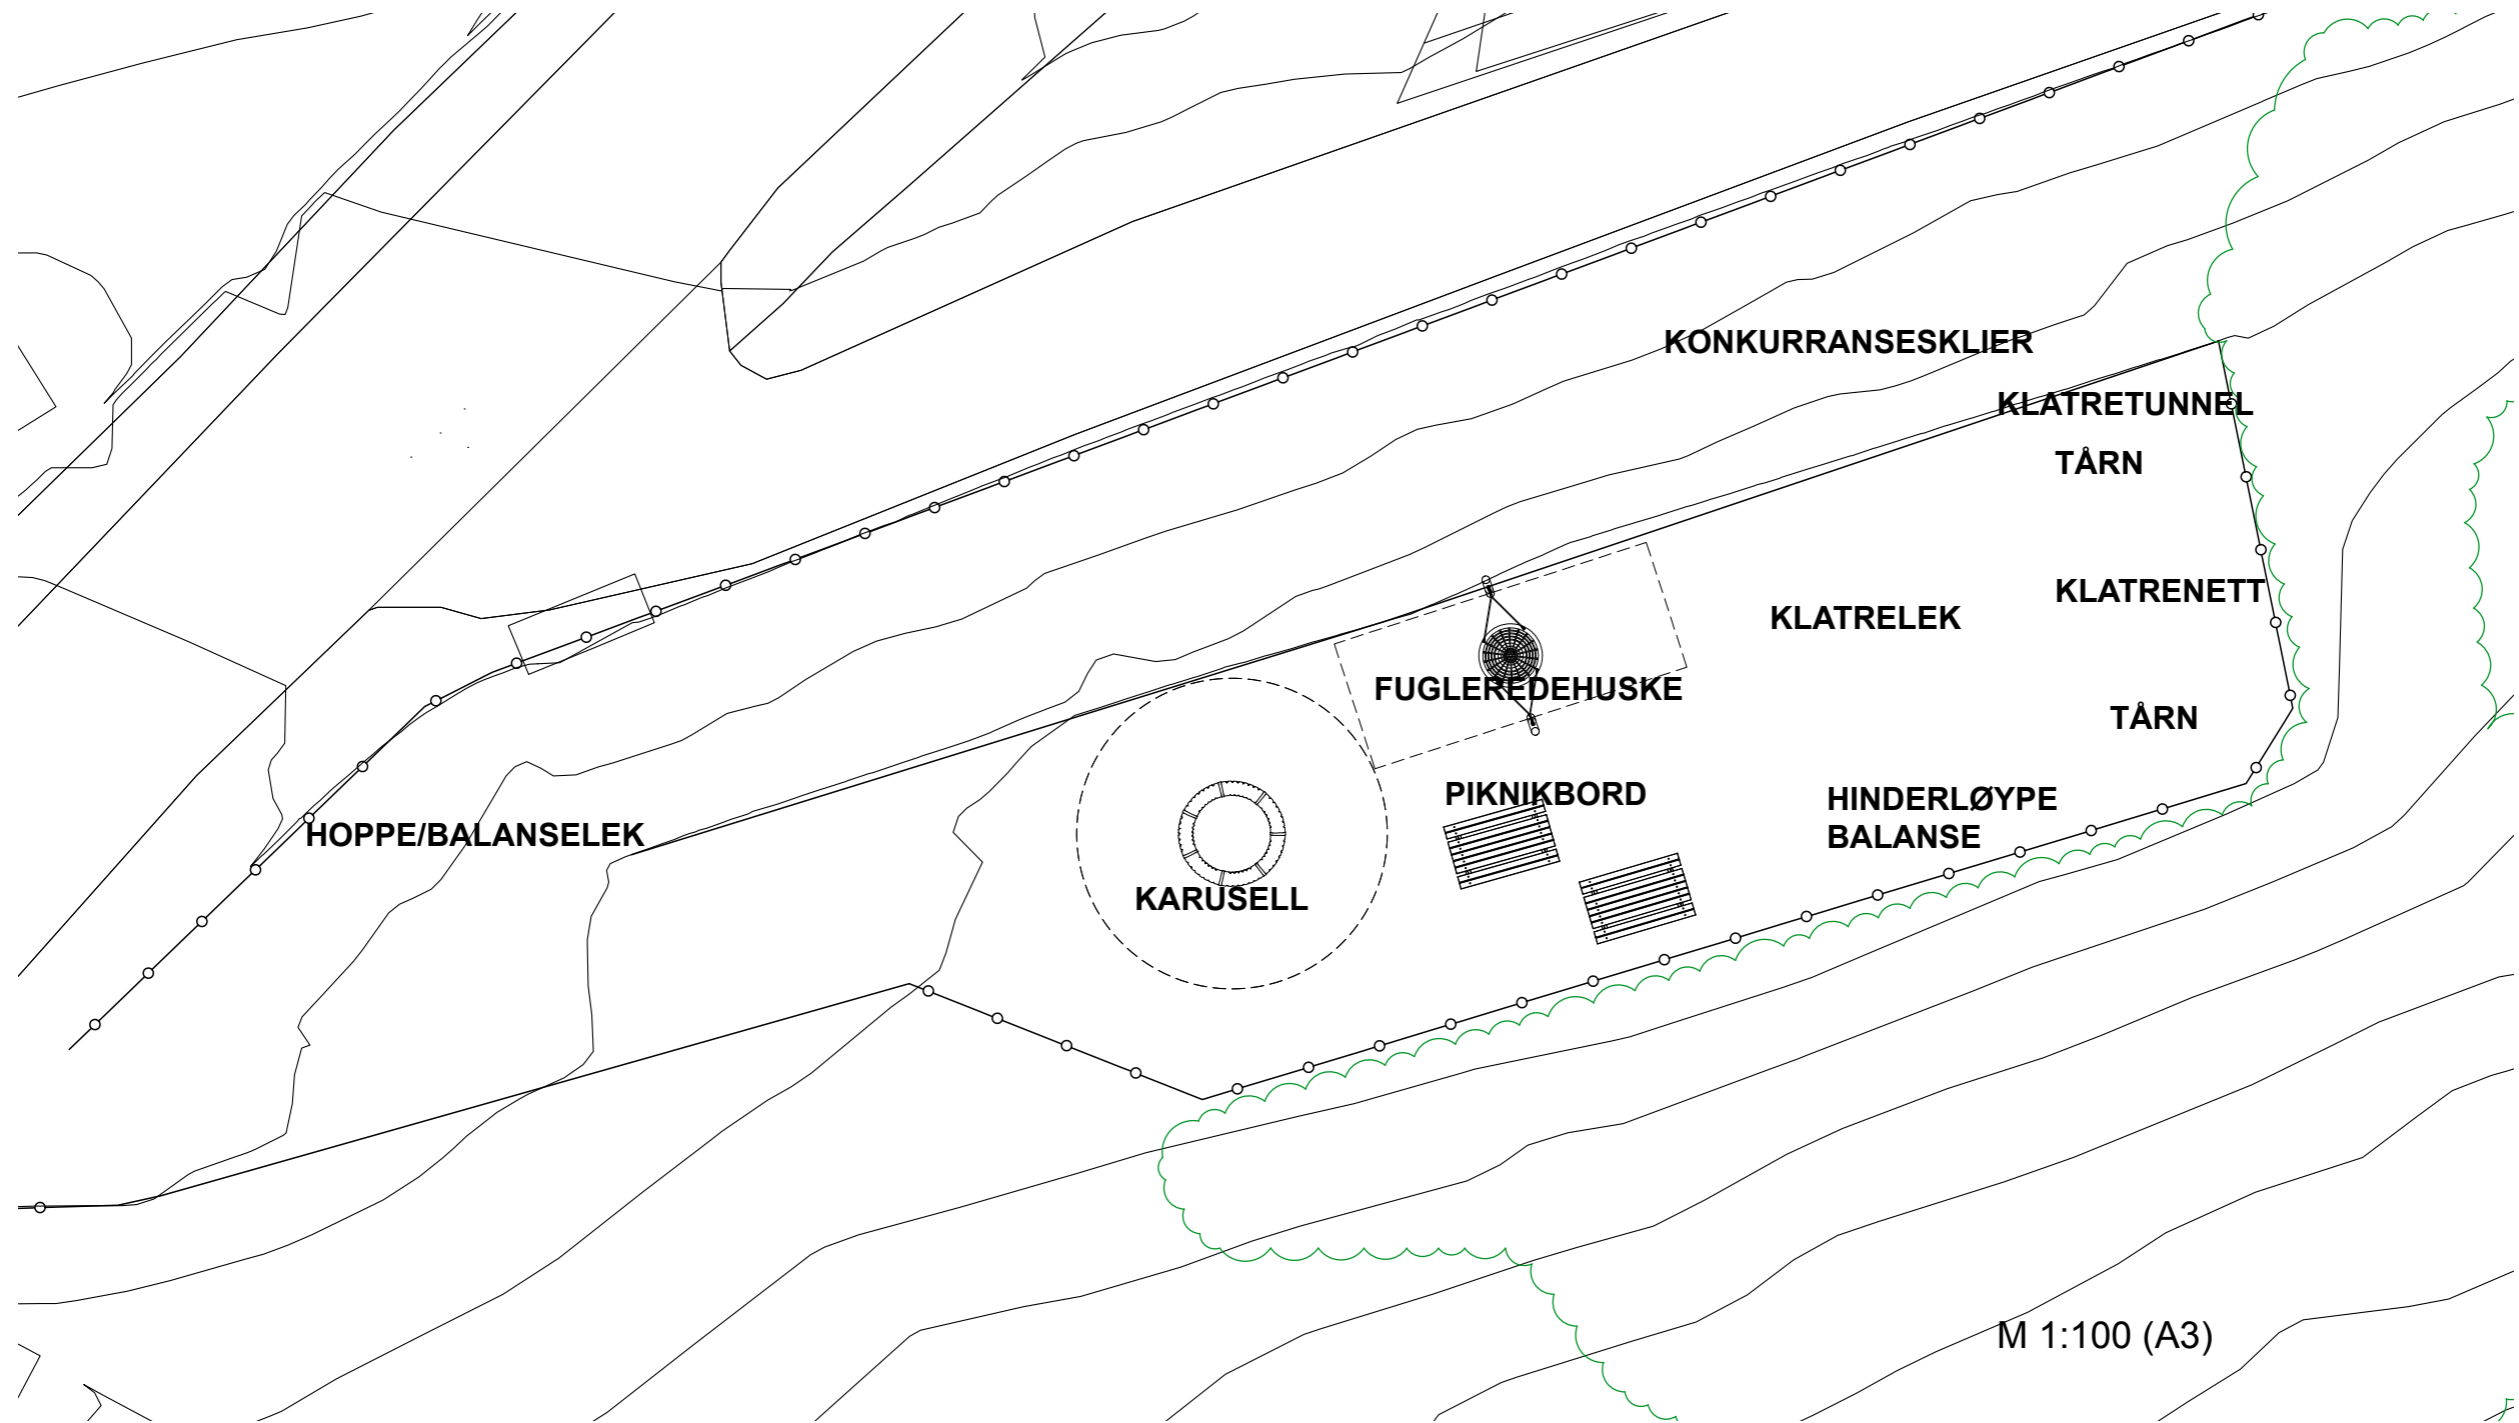 KONKURRANSESKLIER
KLATRETUNNEL
TÅRN
KLATRENETT
KLATRELEK
FUGLEREDEHUSKE
TÅRN
PIKNIKBORD
HINDERLØYPE
BALANSE
HOPPE/BALANSELEK
KARUSELL
M 1:100 (A3)